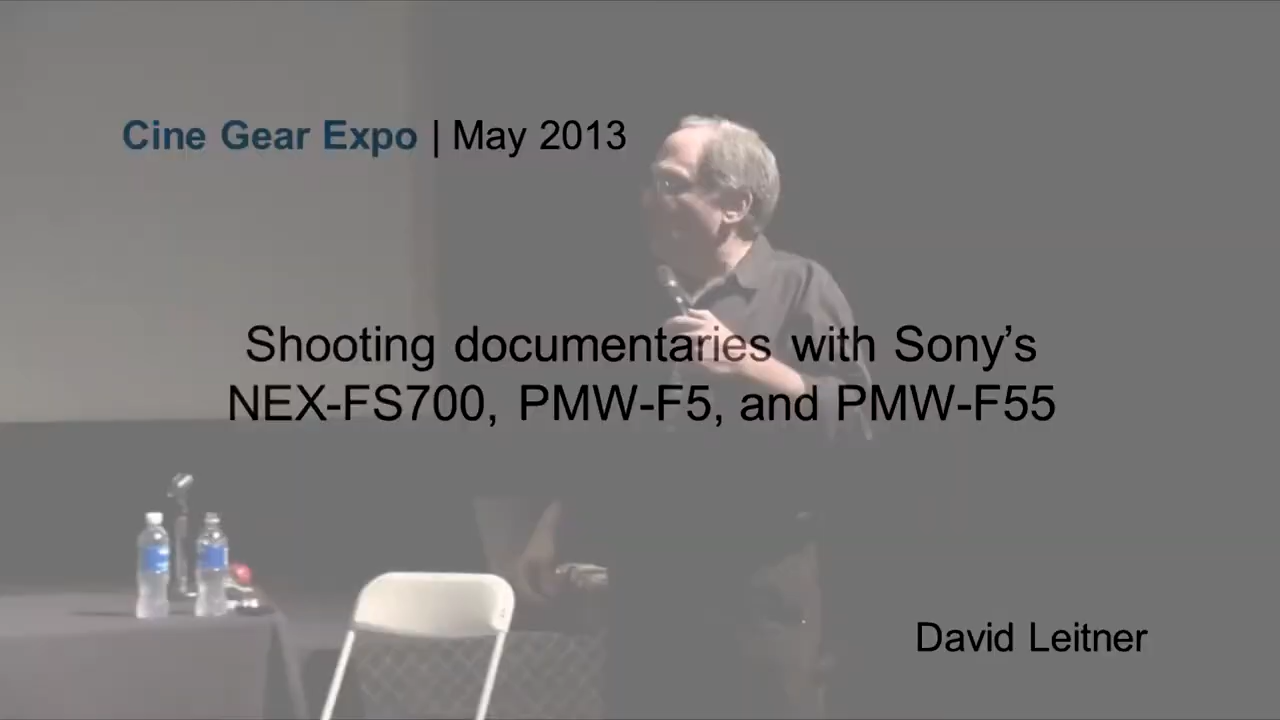 Cine Gear Expo | May 2013
Shooting documentaries with Sony’s
NEX-FS700, PMW-F5, and PMW-F55
David Leitner